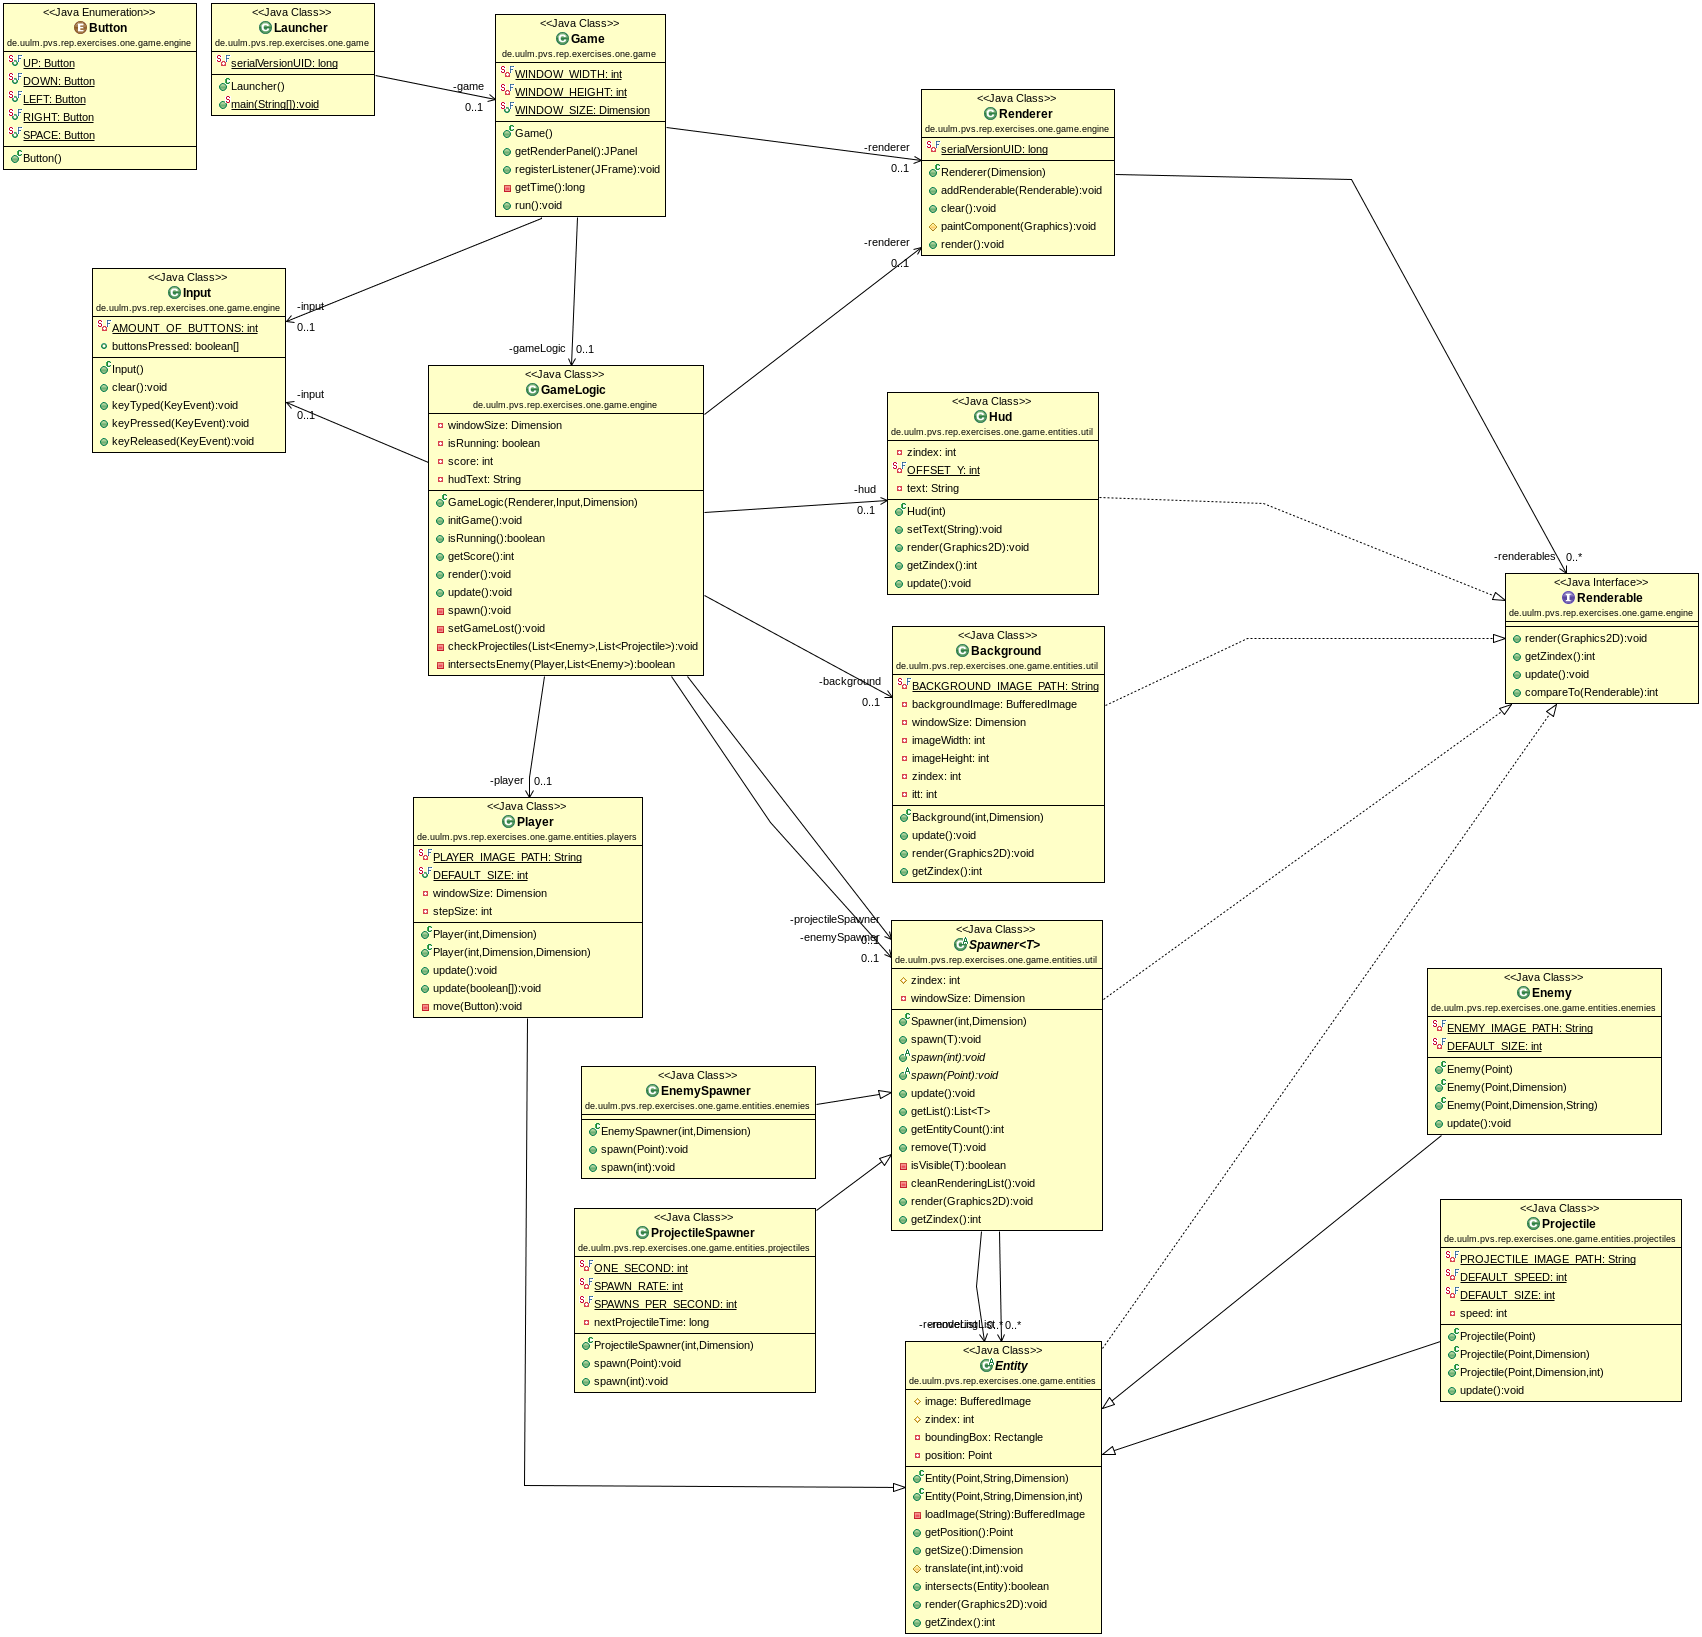 <<Java Enumeration>>
Button
de.uulm.pvs.rep.exercises.one.game.engine
UP: Button
DOWN: Button
LEFT: Button
RIGHT: Button
SPACE: Button
Button()
<<Java Class>>
Launcher
de.uulm.pvs.rep.exercises.one.game
serialVersionUID: long
Launcher()
main(String[]):void
-game
0..1
<<Java Class>>
Game
de.uulm.pvs.rep.exercises.one.game
WINDOW_WIDTH: int
WINDOW_HEIGHT: int
WINDOW_SIZE: Dimension
Game()
getRenderPanel():JPanel
registerListener(JFrame):void
getTime():long
run():void
-renderer
0..1
<<Java Class>>
Renderer
de.uulm.pvs.rep.exercises.one.game.engine
serialVersionUID: long
Renderer(Dimension)
addRenderable(Renderable):void
clear():void
paintComponent(Graphics):void
render():void
-renderer
0..1
<<Java Class>>
Input
de.uulm.pvs.rep.exercises.one.game.engine
AMOUNT_OF_BUTTONS: int
buttonsPressed: boolean[]
Input()
clear():void
keyTyped(KeyEvent):void
keyPressed(KeyEvent):void
keyReleased(KeyEvent):void
-input
0..1
-input
0..1
-gameLogic 0..1
<<Java Class>>
GameLogic
de.uulm.pvs.rep.exercises.one.game.engine
windowSize: Dimension
isRunning: boolean
score: int
hudText: String
GameLogic(Renderer,Input,Dimension)
initGame():void
isRunning():boolean
getScore():int
render():void
update():void
spawn():void
setGameLost():void
checkProjectiles(List<Enemy>,List<Projectile>):void
intersectsEnemy(Player,List<Enemy>):boolean
-hud
0..1
<<Java Class>>
Hud
de.uulm.pvs.rep.exercises.one.game.entities.util
zindex: int
OFFSET_Y: int
text: String
Hud(int)
setText(String):void
render(Graphics2D):void
getZindex():int
update():void
-renderables 0..*
<<Java Interface>>
Renderable
de.uulm.pvs.rep.exercises.one.game.engine
render(Graphics2D):void
getZindex():int
update():void
compareTo(Renderable):int
-background
0..1
<<Java Class>>
Background
de.uulm.pvs.rep.exercises.one.game.entities.util
BACKGROUND_IMAGE_PATH: String
backgroundImage: BufferedImage
windowSize: Dimension
imageWidth: int
imageHeight: int
zindex: int
itt: int
Background(int,Dimension)
update():void
render(Graphics2D):void
getZindex():int
-player 0..1
<<Java Class>>
Player
de.uulm.pvs.rep.exercises.one.game.entities.players
PLAYER_IMAGE_PATH: String
DEFAULT_SIZE: int
windowSize: Dimension
stepSize: int
Player(int,Dimension)
Player(int,Dimension,Dimension)
update():void
update(boolean[]):void
move(Button):void
-projectileSpawner
-enemySpawner
0..1
0..1
<<Java Class>>
Spawner<T>
de.uulm.pvs.rep.exercises.one.game.entities.util
zindex: int
windowSize: Dimension
Spawner(int,Dimension)
spawn(T):void
spawn(int):void
spawn(Point):void
update():void
getList():List<T>
getEntityCount():int
remove(T):void
isVisible(T):boolean
cleanRenderingList():void
render(Graphics2D):void
getZindex():int
<<Java Class>>
Enemy
de.uulm.pvs.rep.exercises.one.game.entities.enemies
ENEMY_IMAGE_PATH: String
DEFAULT_SIZE: int
Enemy(Point)
Enemy(Point,Dimension)
Enemy(Point,Dimension,String)
update():void
<<Java Class>>
EnemySpawner
de.uulm.pvs.rep.exercises.one.game.entities.enemies
EnemySpawner(int,Dimension)
spawn(Point):void
spawn(int):void
<<Java Class>>
ProjectileSpawner
de.uulm.pvs.rep.exercises.one.game.entities.projectiles
ONE_SECOND: int
SPAWN_RATE: int
SPAWNS_PER_SECOND: int
nextProjectileTime: long
ProjectileSpawner(int,Dimension)
spawn(Point):void
spawn(int):void
<<Java Class>>
Projectile
de.uulm.pvs.rep.exercises.one.game.entities.projectiles
PROJECTILE_IMAGE_PATH: String
DEFAULT_SPEED: int
DEFAULT_SIZE: int
speed: int
Projectile(Point)
Projectile(Point,Dimension)
Projectile(Point,Dimension,int)
update():void
0..* 0..*
<<Java Class>>
Entity
de.uulm.pvs.rep.exercises.one.game.entities
image: BufferedImage
zindex: int
boundingBox: Rectangle
position: Point
Entity(Point,String,Dimension)
Entity(Point,String,Dimension,int)
loadImage(String):BufferedImage
getPosition():Point
getSize():Dimension
translate(int,int):void
intersects(Entity):boolean
render(Graphics2D):void
getZindex():int